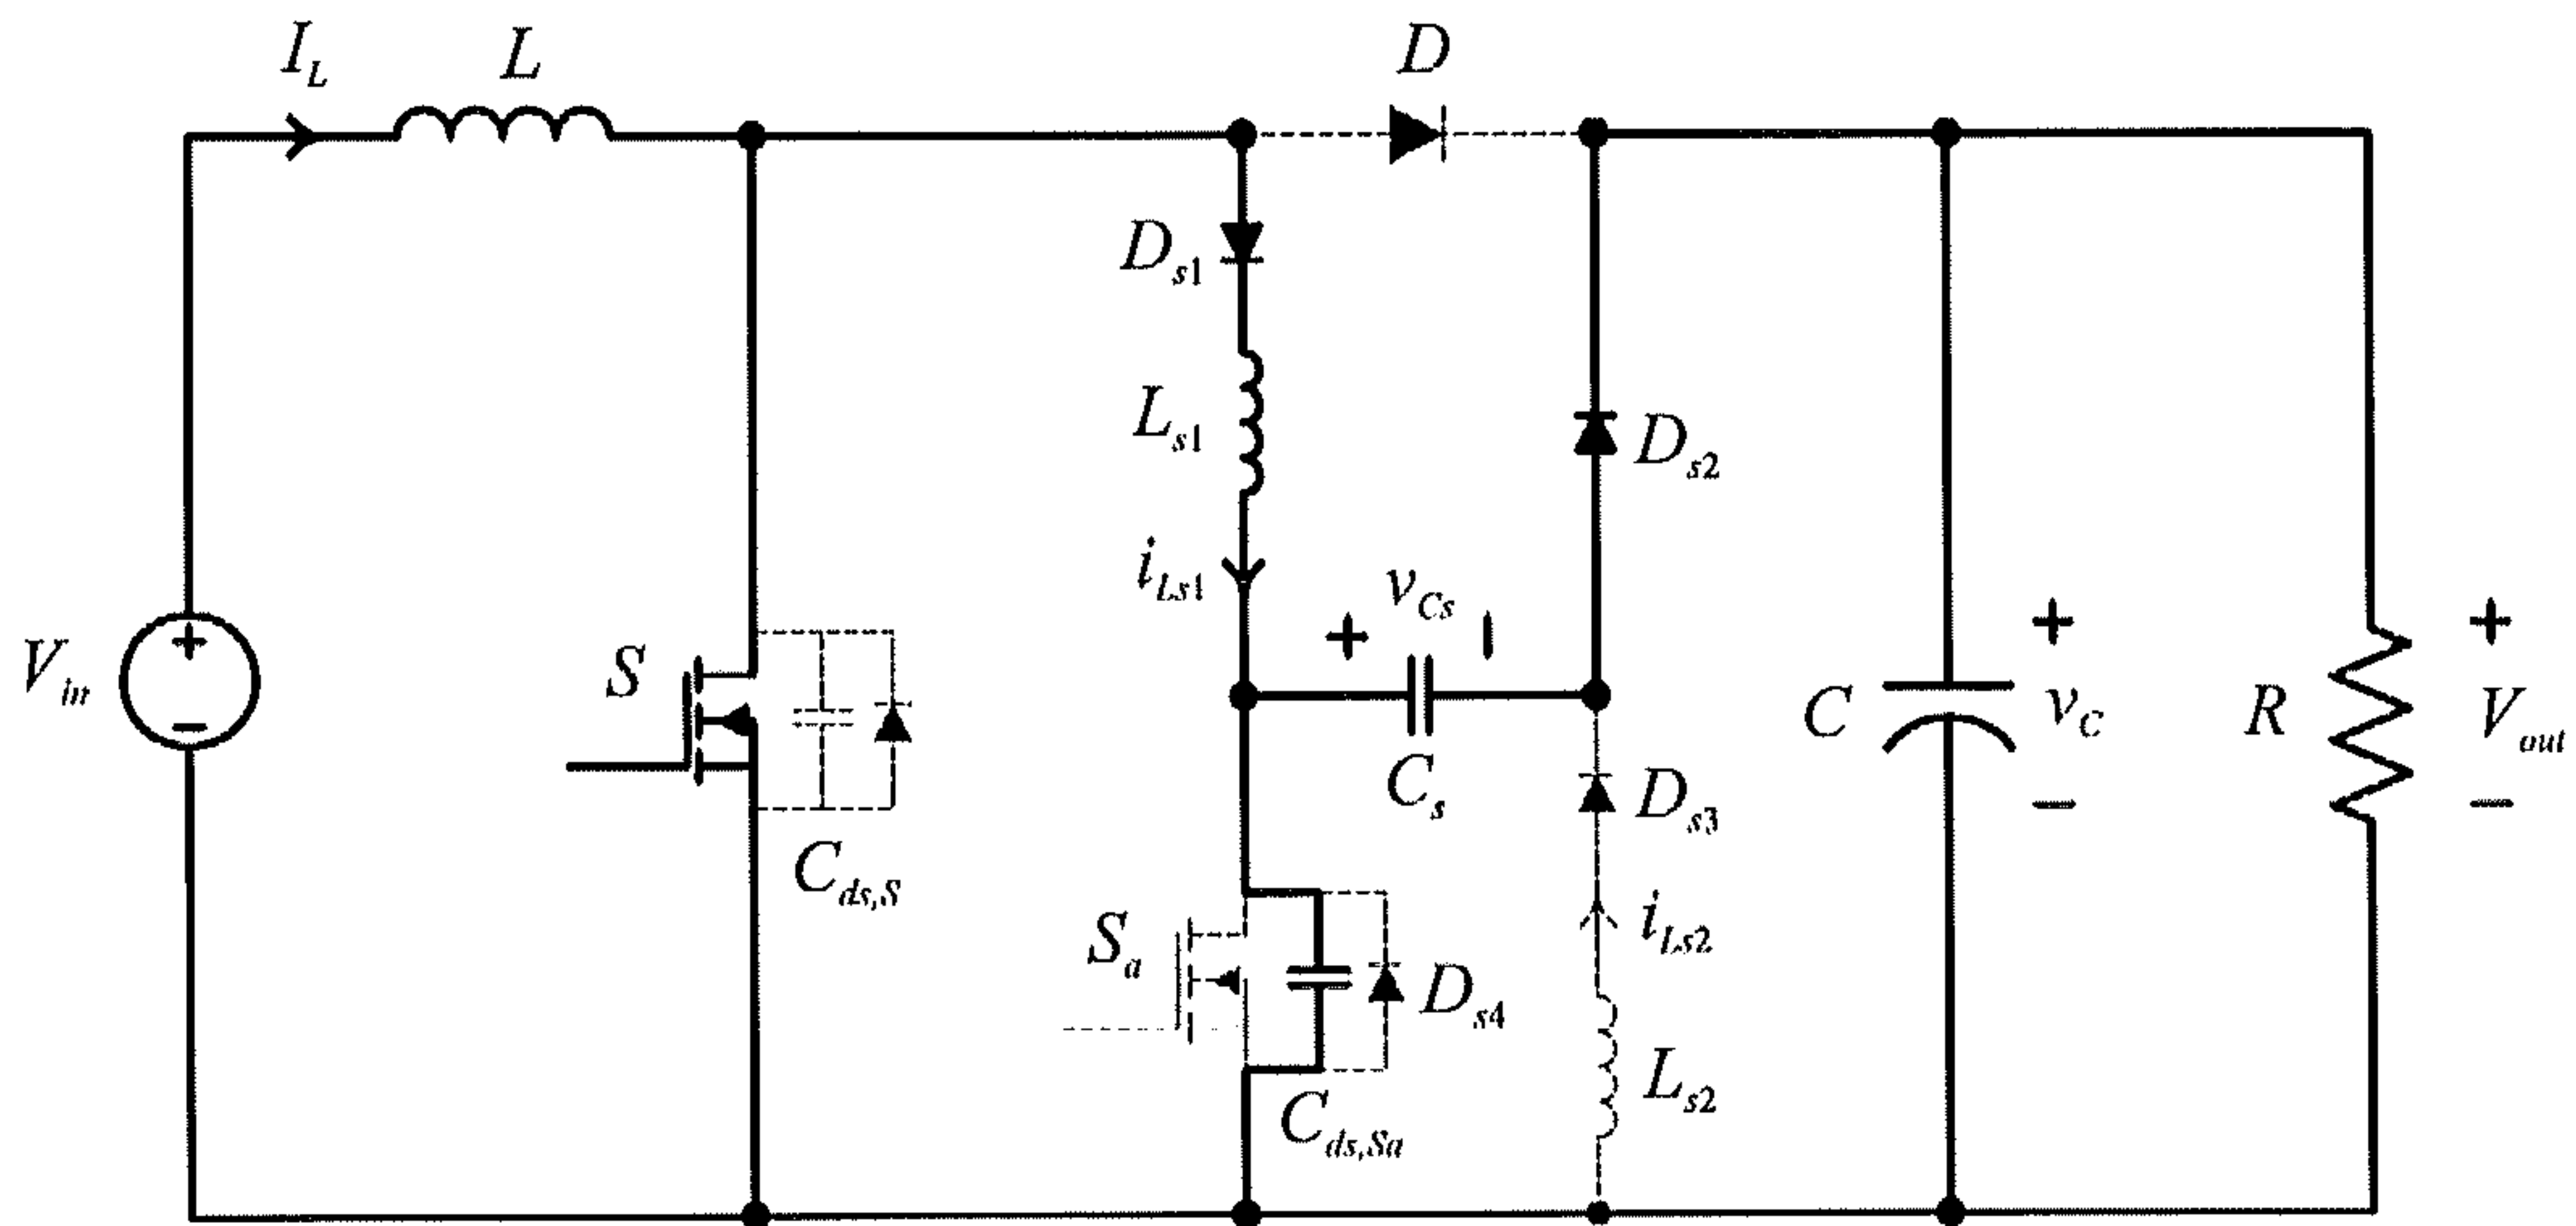 I_L
L
D
D_s1
L_s1
D_s2
i_Ls1
+ v_Cs −
+
V_in
−
S
C_s
D_s3
C
+
v_C
−
R
+
V_out
−
C_ds,S
S_a
D_s4
i_Ls2
L_s2
C_ds,Sa